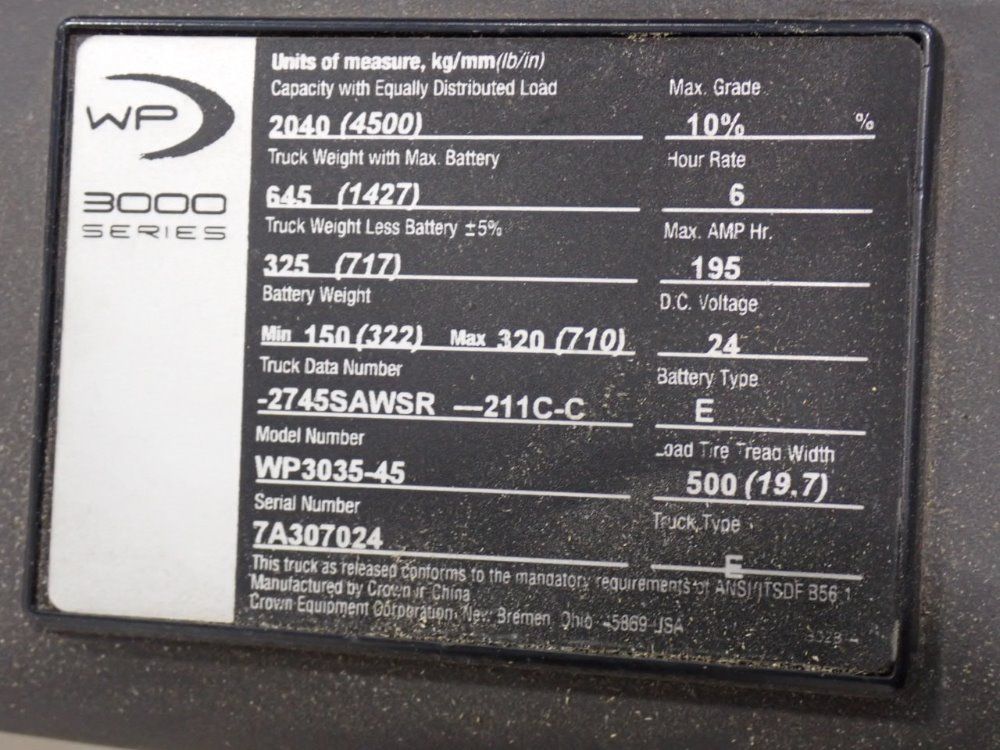 WP
3000
SERIES
Units of measure, kg/mm(lb/in)
Capacity with Equally Distributed Load
2040 (4500)
Truck Weight with Max. Battery
645 (1427)
Truck Weight Less Battery ±5%
325 (717)
Battery Weight
Min 150 (322) Max 320 (710)
Truck Data Number
-2745SAWSR —211C-C
Model Number
WP3035-45
Serial Number
7A307024
Max. Grade
10% %
Hour Rate
6
Max. AMP Hr.
195
D.C. Voltage
24
Battery Type
E
Load Tire Tread Width
500 (19,7)
Truck Type
E
This truck as released conforms to the mandatory requirements of ANSI/ITSDF B56.1
Manufactured by Crown in China
Crown Equipment Corporation, New Bremen, Ohio 45869 USA